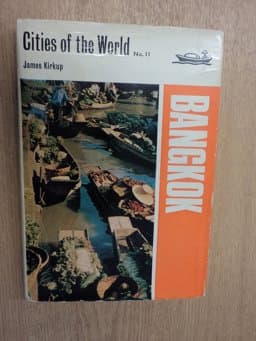 Cities of the World No. 11
James Kirkup
BANGKOK